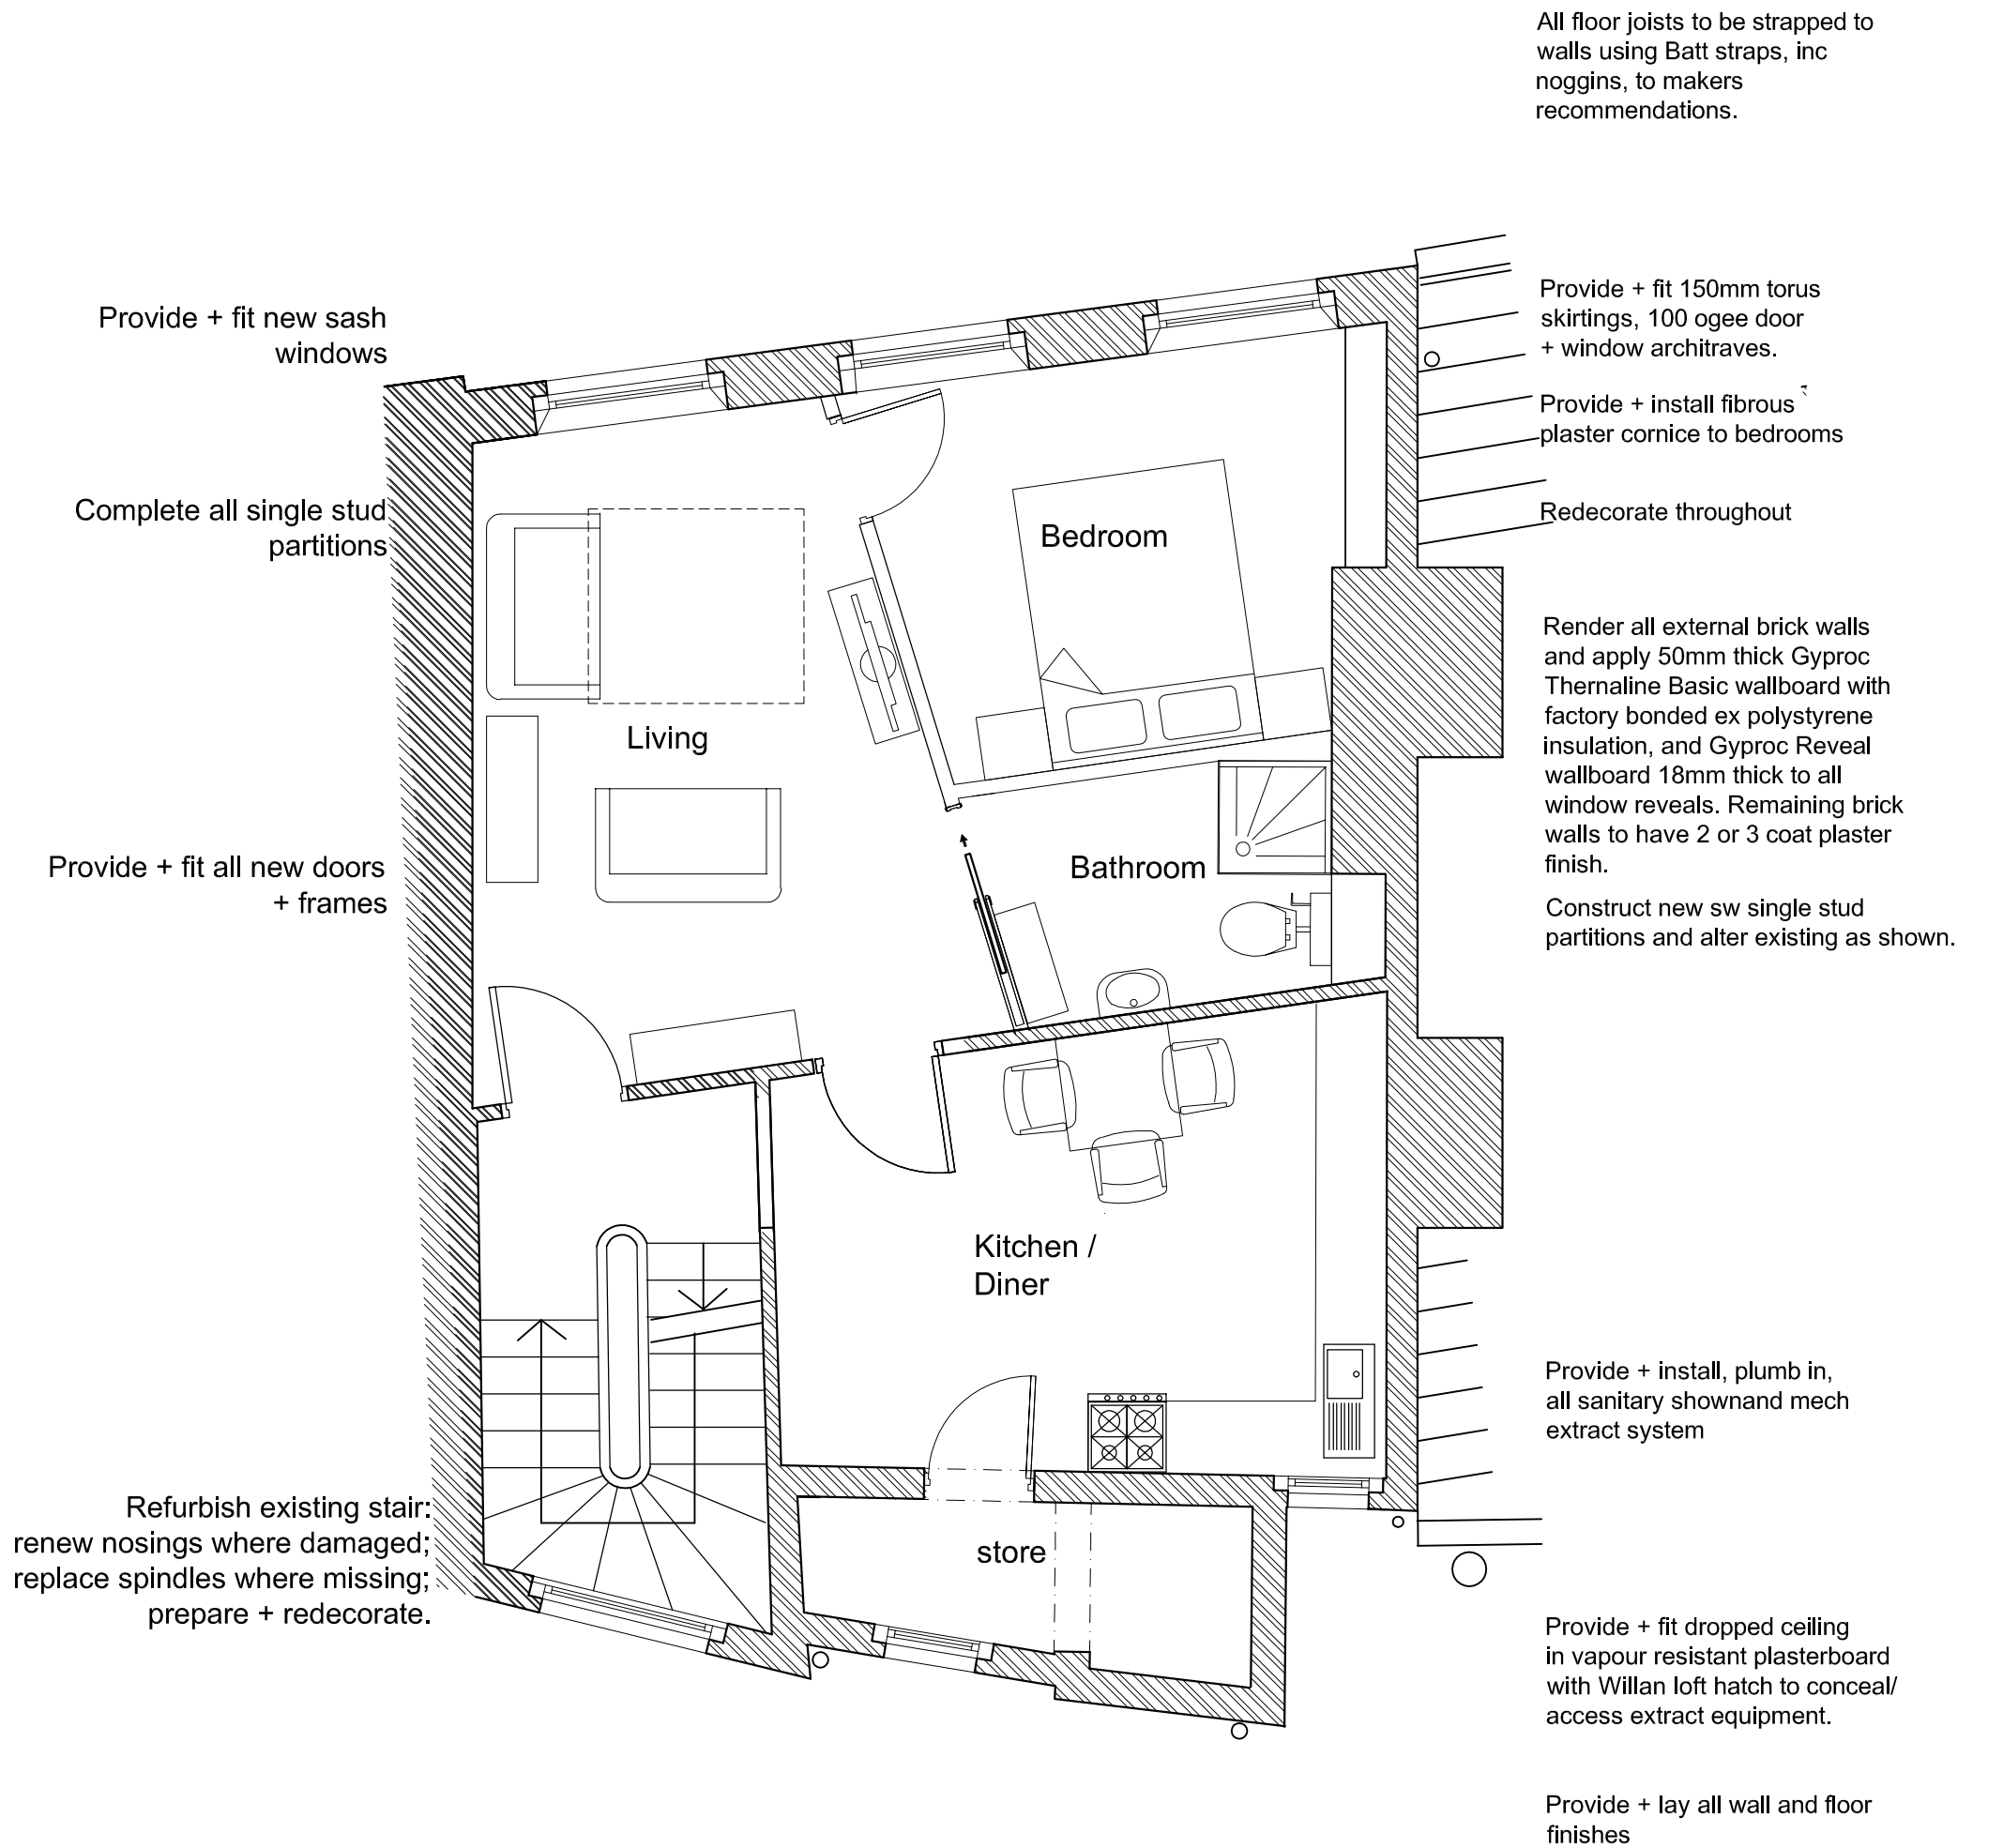 All floor joists to be strapped to
walls using Batt straps, inc
noggins, to makers
recommendations.
Provide + fit new sash
windows
Complete all single stud
partitions
Provide + fit all new doors
+ frames
Refurbish existing stair:
renew nosings where damaged;
replace spindles where missing;
prepare + redecorate.
Bedroom
Living
Bathroom
Kitchen /
Diner
store
Provide + fit 150mm torus
skirtings, 100 ogee door
+ window architraves.
Provide + install fibrous
plaster cornice to bedrooms
Redecorate throughout
Render all external brick walls
and apply 50mm thick Gyproc
Thernaline Basic wallboard with
factory bonded ex polystyrene
insulation, and Gyproc Reveal
wallboard 18mm thick to all
window reveals. Remaining brick
walls to have 2 or 3 coat plaster
finish.
Construct new sw single stud
partitions and alter existing as shown.
Provide + install, plumb in,
all sanitary shownand mech
extract system
Provide + fit dropped ceiling
in vapour resistant plasterboard
with Willan loft hatch to conceal/
access extract equipment.
Provide + lay all wall and floor
finishes